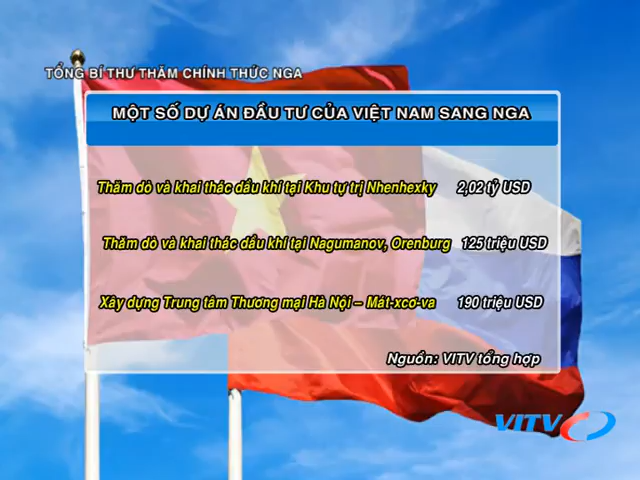 TỔNG BÍ THƯ THĂM CHÍNH THỨC NGA
MỘT SỐ DỰ ÁN ĐẦU TƯ CỦA VIỆT NAM SANG NGA
Thăm dò và khai thác dầu khí tại Khu tự trị Nhenhexky 2,02 tỷ USD
Thăm dò và khai thác dầu khí tại Nagumanov, Orenburg 125 triệu USD
Xây dựng Trung tâm Thương mại Hà Nội – Mát-xcơ-va 190 triệu USD
Nguồn: VITV tổng hợp
VITV